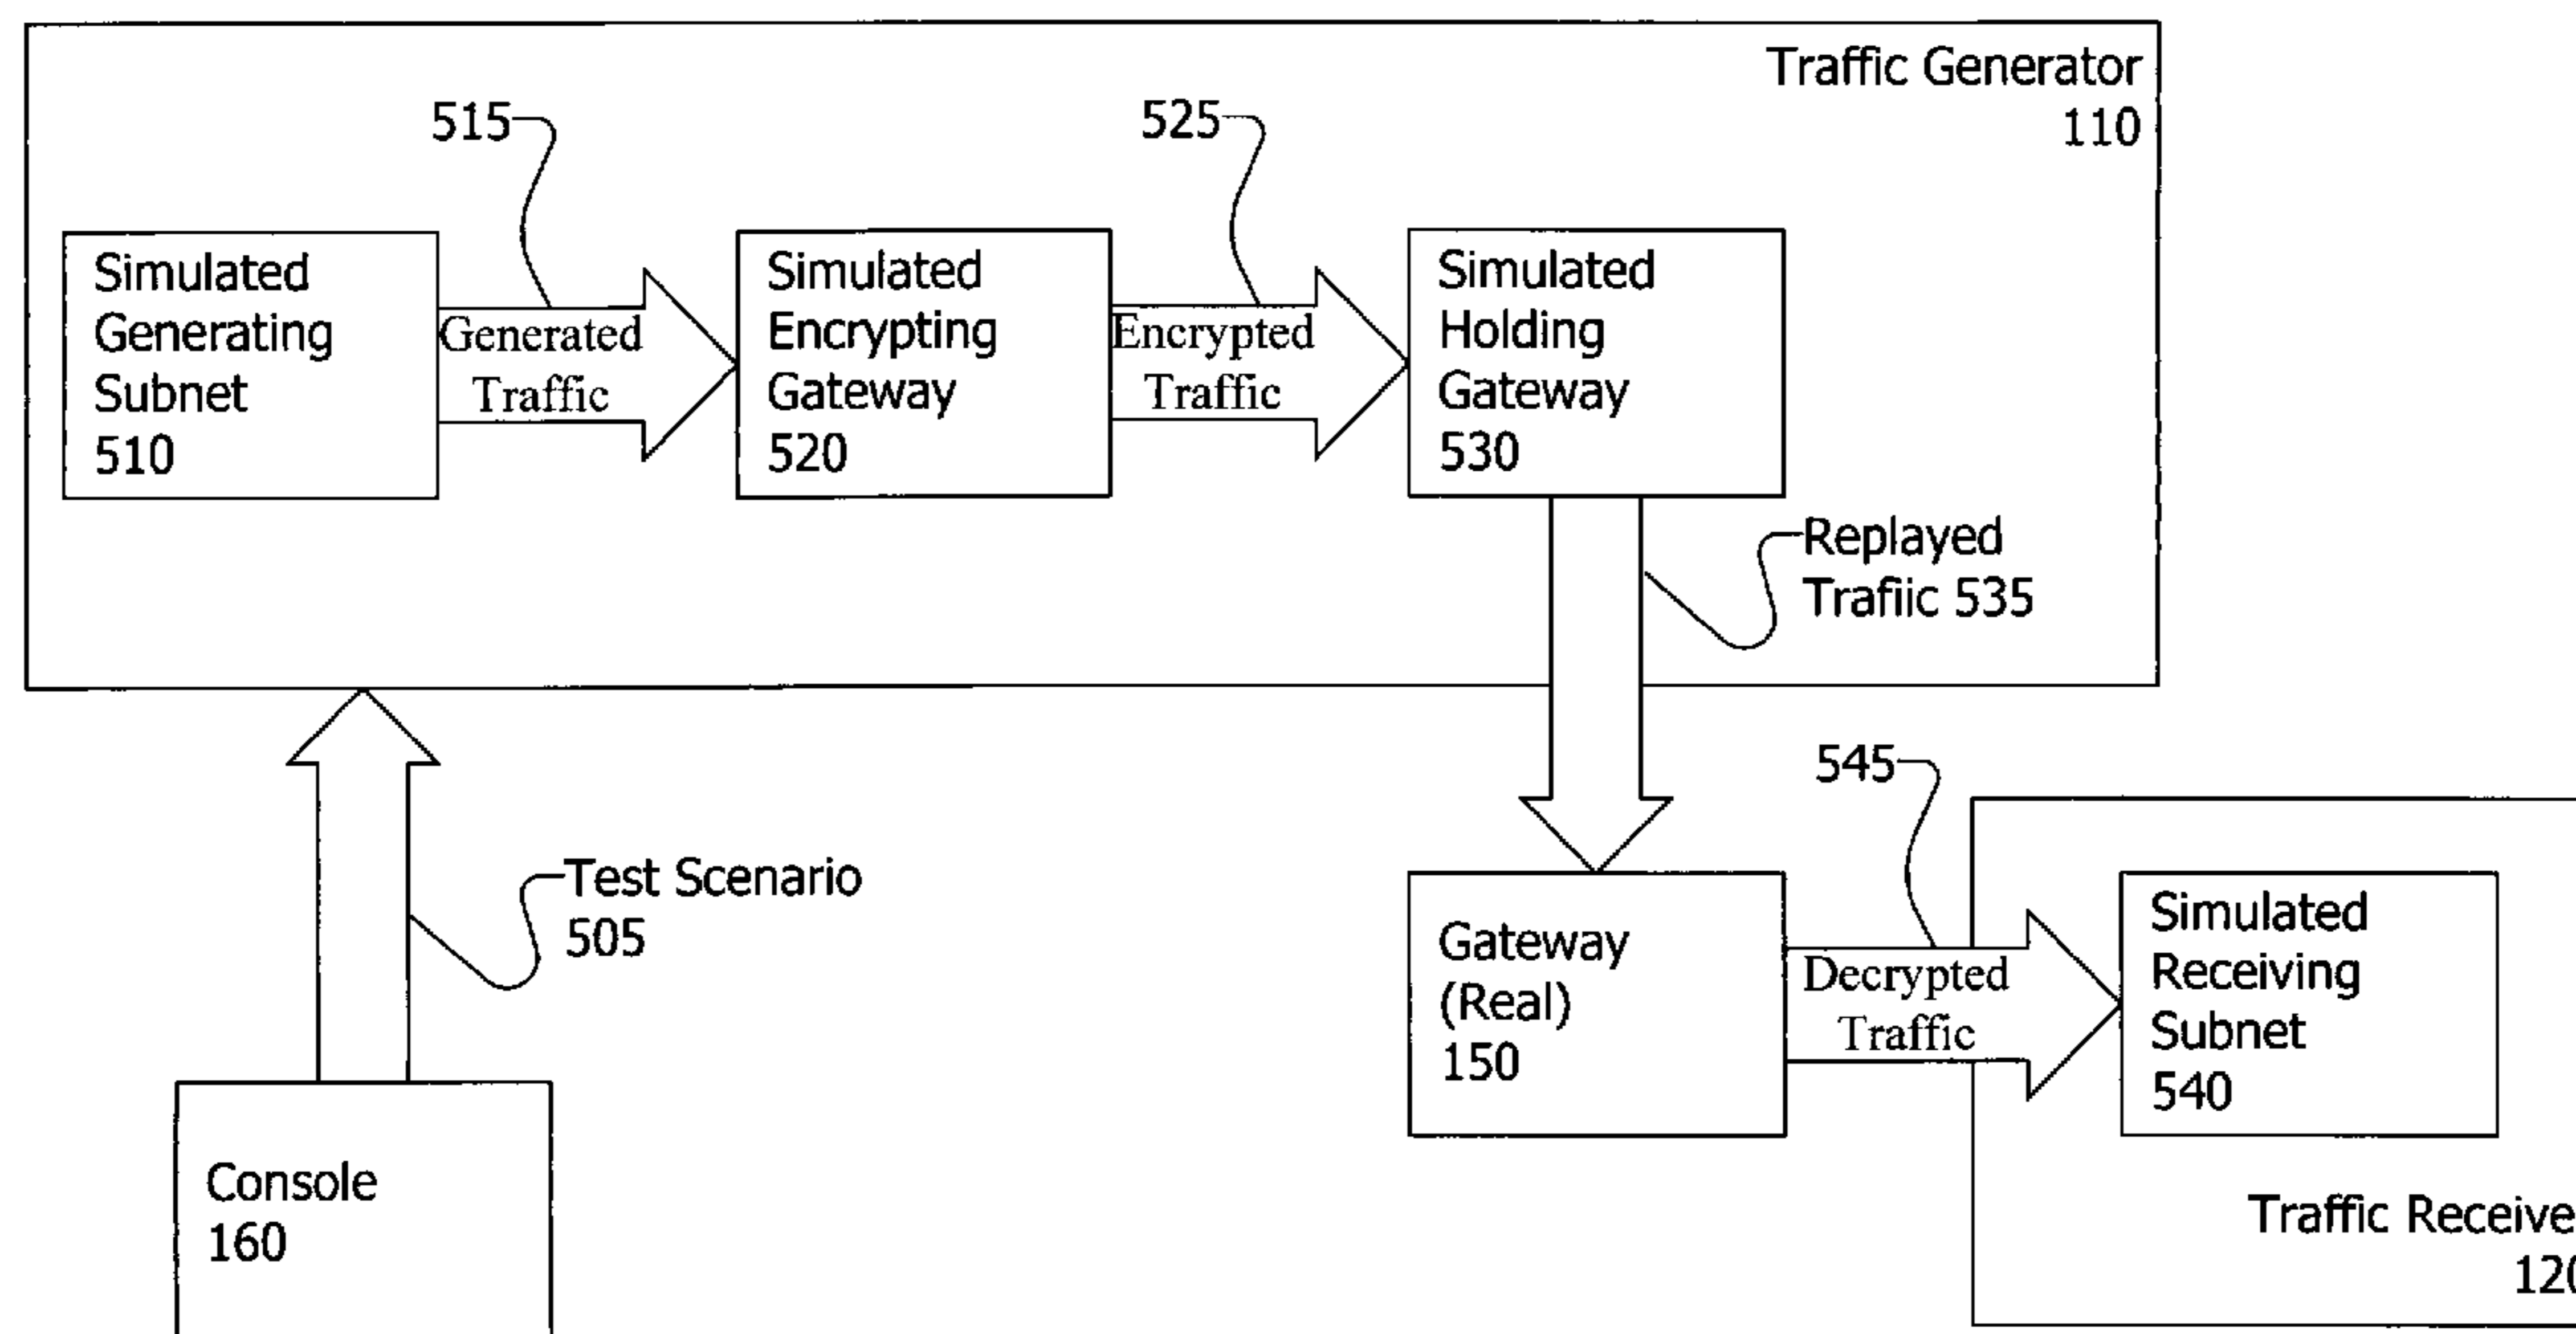 Traffic Generator
110
515
525
Simulated
Generating
Subnet
510
Generated
Traffic
Simulated
Encrypting
Gateway
520
Encrypted
Traffic
Simulated
Holding
Gateway
530
Replayed
Trafiic 535
Test Scenario
505
Console
160
Gateway
(Real)
150
545
Decrypted
Traffic
Simulated
Receiving
Subnet
540
Traffic